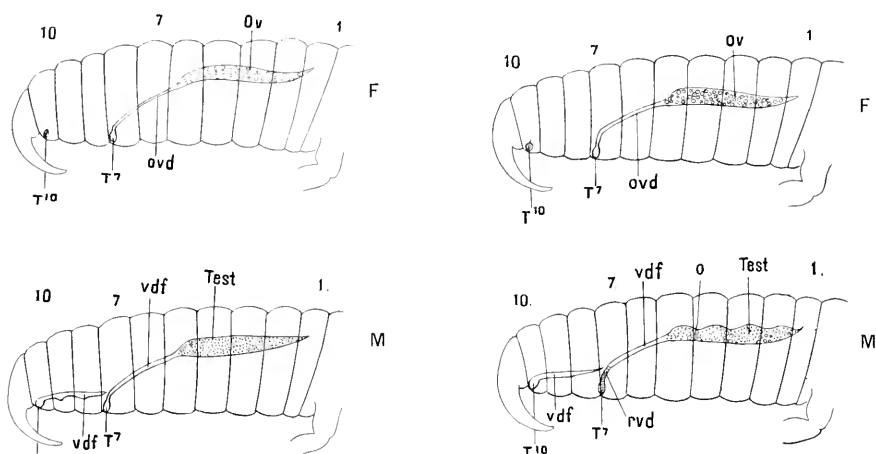 10 7 Ov 1
F
ovd
T⁷
T¹⁰
10 7 Ov 1
F
ovd
T⁷
T¹⁰
10 7 vdf Test 1.
M
vdf T⁷
10. 7 vdf O Test 1.
M
vdf T⁷ rvd
T¹⁰